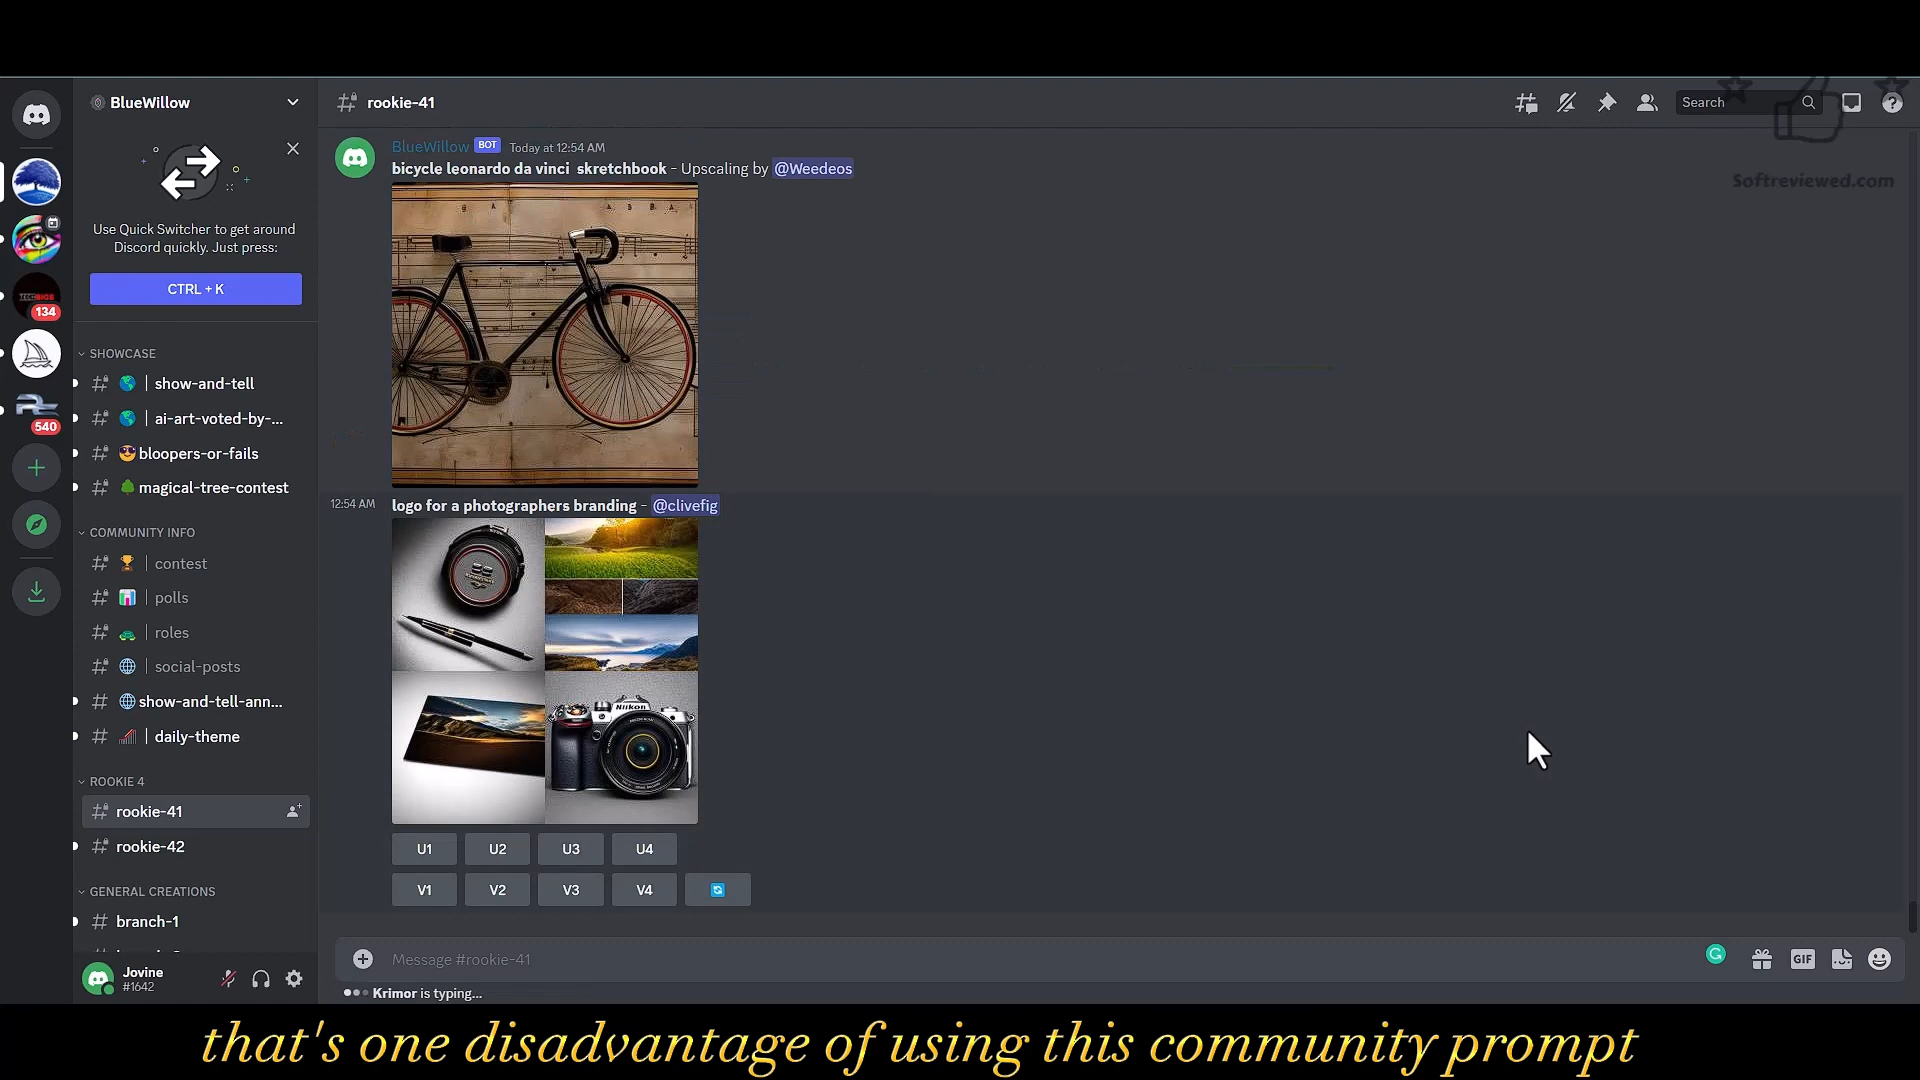 BlueWillow
rookie-41
Search
Softreviewed.com
Use Quick Switcher to get around
Discord quickly. Just press:
CTRL + K
134
540
SHOWCASE
show-and-tell
ai-art-voted-by-...
bloopers-or-fails
magical-tree-contest
COMMUNITY INFO
contest
polls
roles
social-posts
show-and-tell-ann...
daily-theme
ROOKIE 4
rookie-41
rookie-42
GENERAL CREATIONS
branch-1
Jovine
#1642
BlueWillow BOT Today at 12:54 AM
bicycle leonardo da vinci skretchbook - Upscaling by @Weedeos
12:54 AM logo for a photographers branding - @clivefig
U1 U2 U3 U4
V1 V2 V3 V4
Message #rookie-41
GIF
Krimor is typing...
that's one disadvantage of using this community prompt